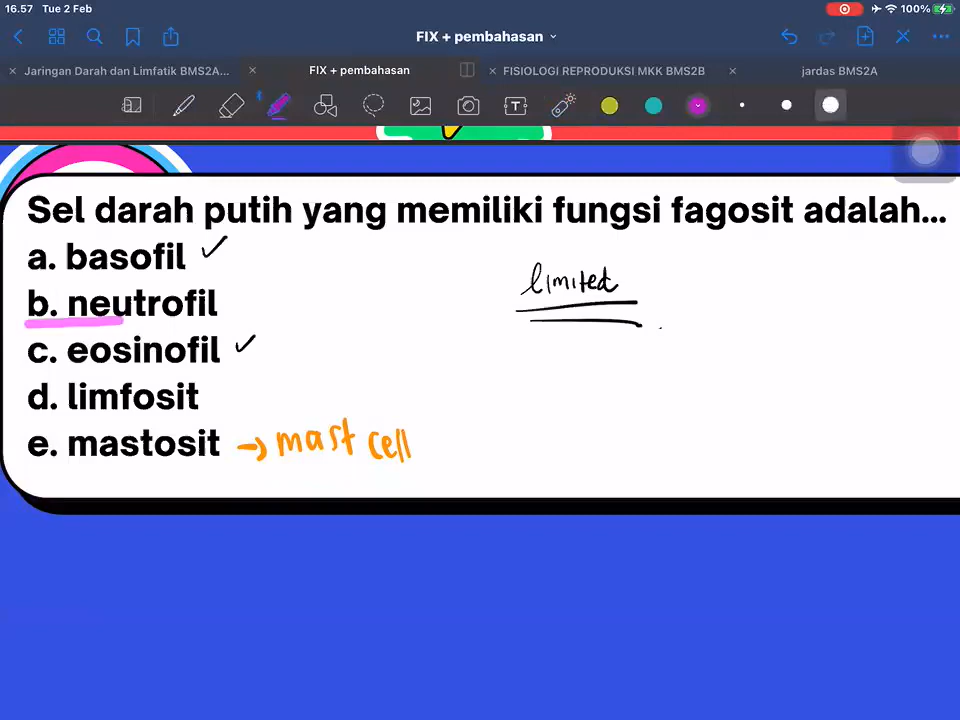 16.57 Tue 2 Feb
100%
FIX + pembahasan
Jaringan Darah dan Limfatik BMS2A...
FIX + pembahasan
FISIOLOGI REPRODUKSI MKK BMS2B
jardas BMS2A
Sel darah putih yang memiliki fungsi fagosit adalah...
a. basofil
limited
b. neutrofil
c. eosinofil
d. limfosit
e. mastosit → mast cell